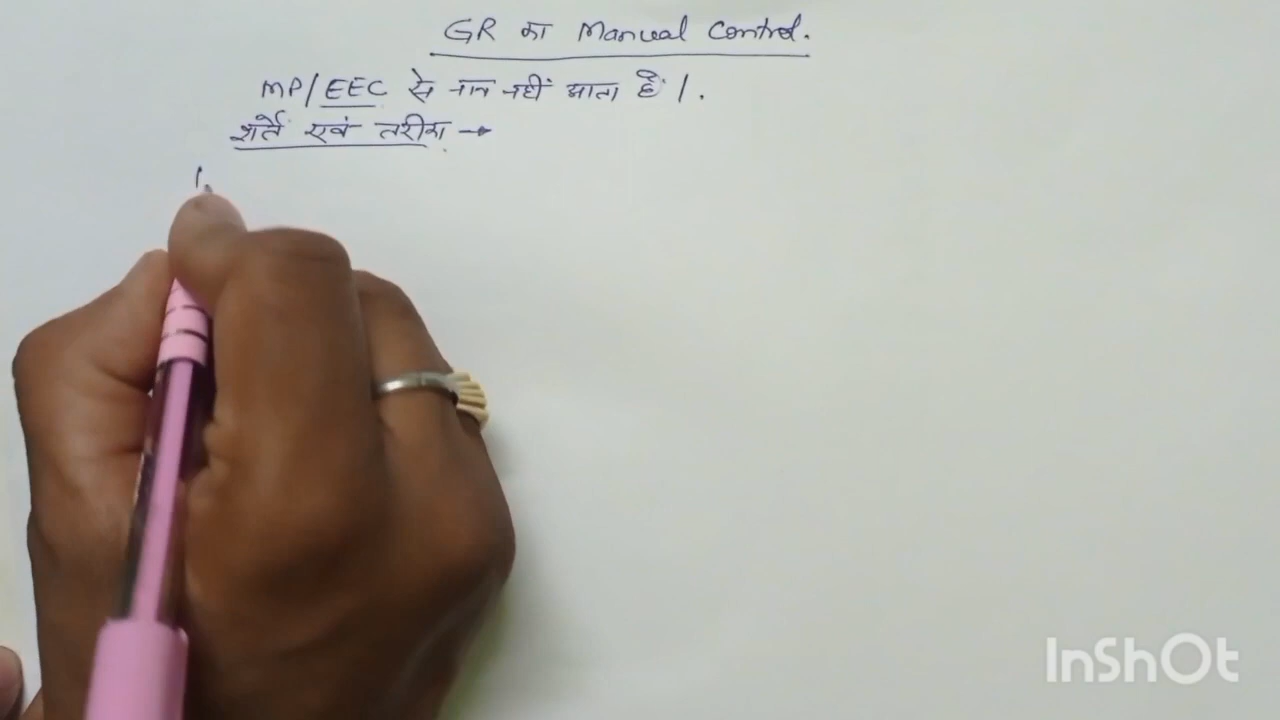 GR का Manual Control.
MP/EEC से नाच नहीं आता है /.
शर्ते एवं तरीका →
1.
InShOt